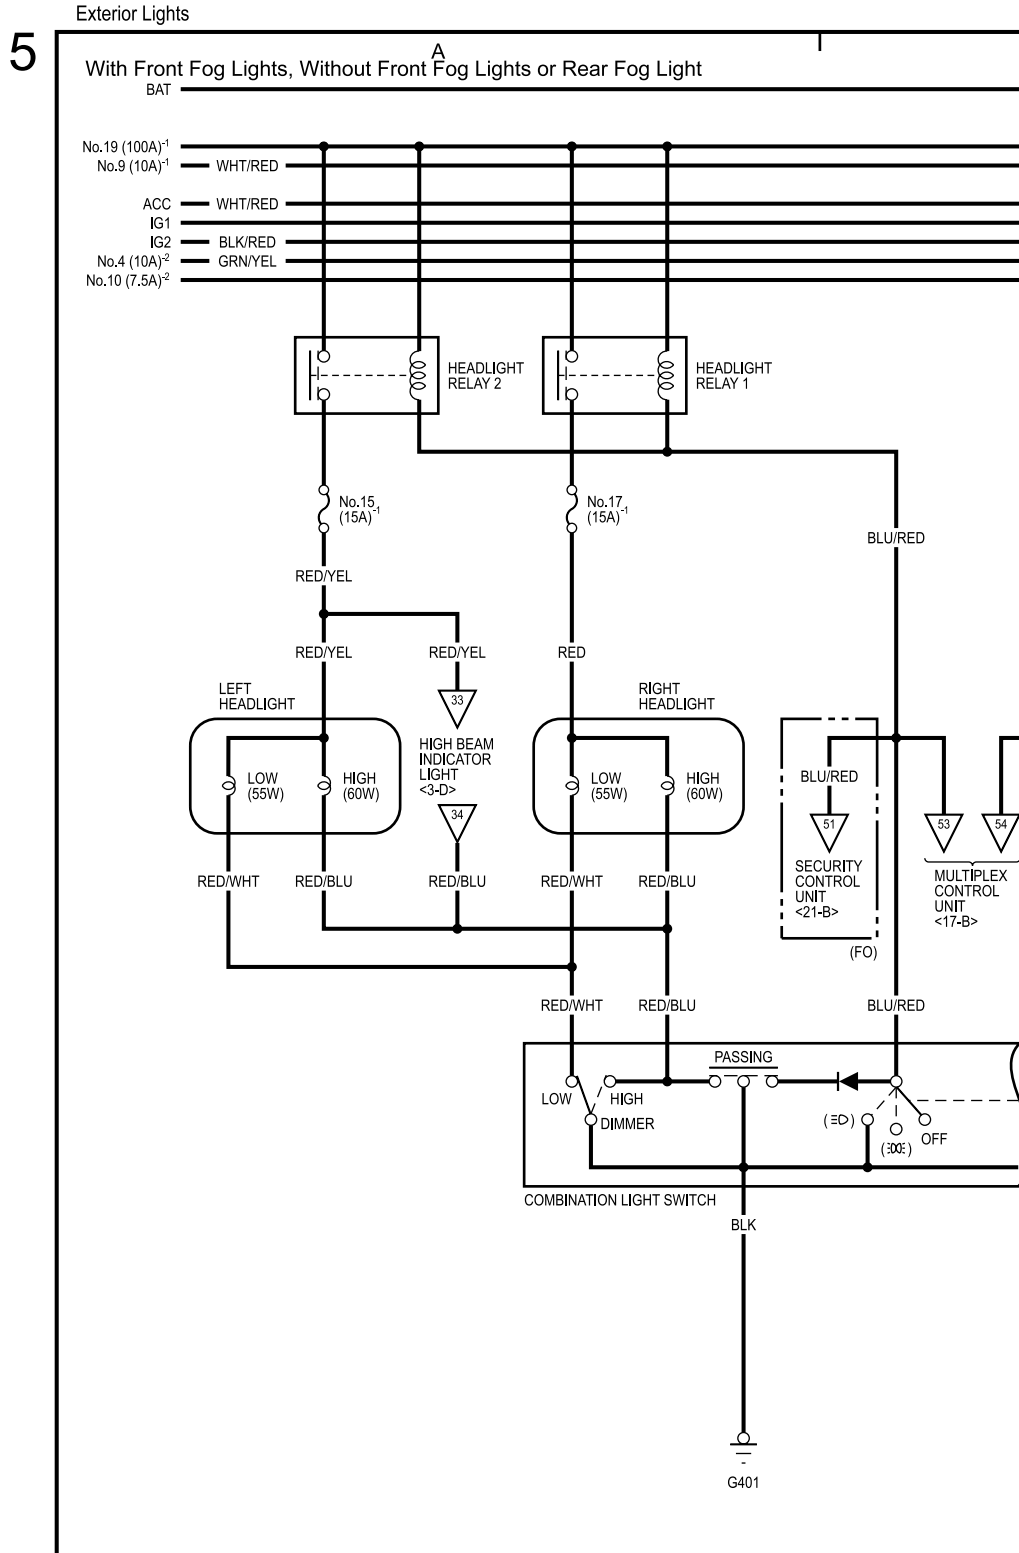 Exterior Lights
5
A
With Front Fog Lights, Without Front Fog Lights or Rear Fog Light
BAT
No.19 (100A)-1
No.9 (10A)-1 WHT/RED
ACC WHT/RED
IG1
IG2 BLK/RED
No.4 (10A)-2 GRN/YEL
No.10 (7.5A)-2
HEADLIGHT
RELAY 2
HEADLIGHT
RELAY 1
No.15
(15A)-1
No.17
(15A)-1
BLU/RED
RED/YEL
RED/YEL
RED/YEL
RED
LEFT
HEADLIGHT
33
RIGHT
HEADLIGHT
HIGH BEAM
INDICATOR
LIGHT
<3-D>
LOW
(55W)
HIGH
(60W)
LOW
(55W)
HIGH
(60W)
BLU/RED
34
51
53
54
SECURITY
CONTROL
UNIT
<21-B>
MULTIPLEX
CONTROL
UNIT
<17-B>
RED/WHT
RED/BLU
RED/BLU
RED/WHT
RED/BLU
(FO)
RED/WHT
RED/BLU
BLU/RED
PASSING
LOW
HIGH
DIMMER
OFF
COMBINATION LIGHT SWITCH
BLK
G401